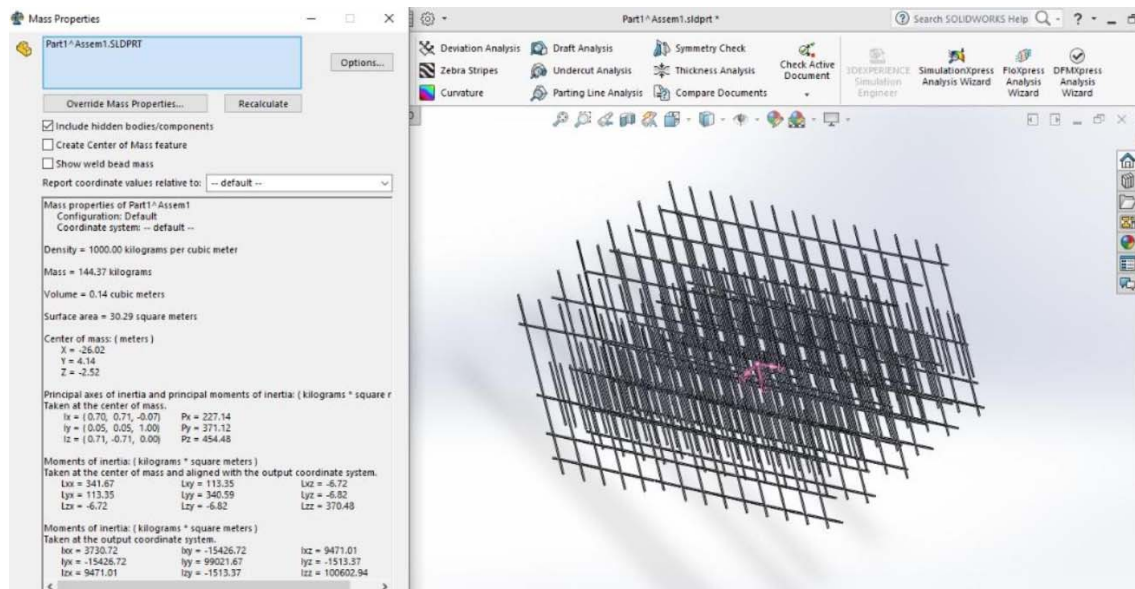 Mass Properties
Part1^Assem1.SLDPRT
Options...
Override Mass Properties...
Recalculate
Include hidden bodies/components
Create Center of Mass feature
Show weld bead mass
Report coordinate values relative to: -- default --
Mass properties of Part1^Assem1
Configuration: Default
Coordinate system: -- default --
Density = 1000.00 kilograms per cubic meter
Mass = 144.37 kilograms
Volume = 0.14 cubic meters
Surface area = 30.29 square meters
Center of mass: ( meters )
X = -26.02
Y = 4.14
Z = -2.52
Principal axes of inertia and principal moments of inertia: ( kilograms * square r
Taken at the center of mass.
Ix = ( 0.70, 0.71, -0.07) Px = 227.14
Iy = ( 0.05, 0.05, 1.00) Py = 371.12
Iz = ( 0.71, -0.71, 0.00) Pz = 454.48
Moments of inertia: ( kilograms * square meters )
Taken at the center of mass and aligned with the output coordinate system.
Lxx = 341.67 Lxy = 113.35 Lxz = -6.72
Lyx = 113.35 Lyy = 340.59 Lyz = -6.82
Lzx = -6.72 Lzy = -6.82 Lzz = 370.48
Moments of inertia: ( kilograms * square meters )
Taken at the output coordinate system.
Ixx = 3730.72 Ixy = -15426.72 Ixz = 9471.01
Iyx = -15426.72 Iyy = 99021.67 Iyz = -1513.37
Izx = 9471.01 Izy = -1513.37 Izz = 100602.94
Part1^Assem1.sldprt *
Search SOLIDWORKS Help
Deviation Analysis
Draft Analysis
Symmetry Check
Zebra Stripes
Undercut Analysis
Thickness Analysis
Curvature
Parting Line Analysis
Compare Documents
Check Active
Document
3DEXPERIENCE
Simulation
Engineer
SimulationXpress
Analysis Wizard
FloXpress
Analysis
Wizard
DFMXpress
Analysis
Wizard